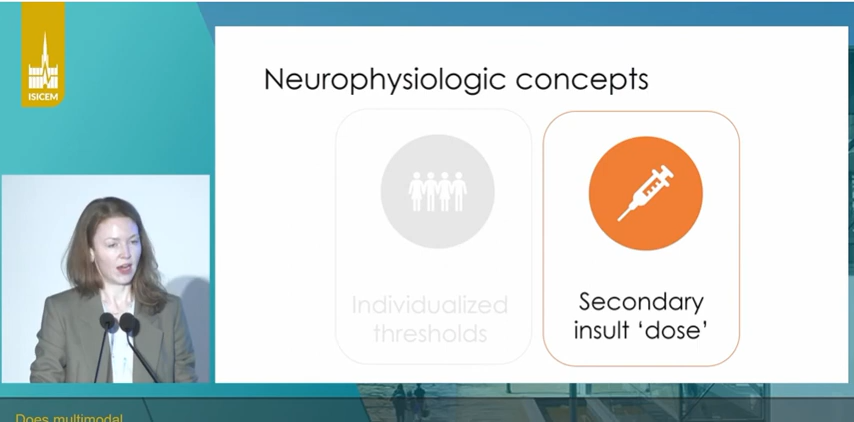 ISICEM
Neurophysiologic concepts
Individualized
thresholds
Secondary
insult ‘dose’
Does multimodal